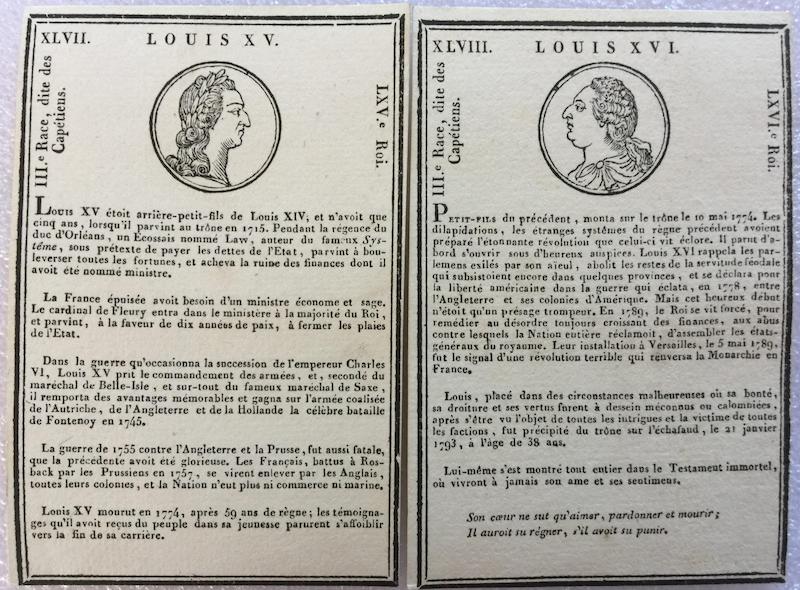 XLVII. LOUIS XV.
III.e Race, dite des
Capétiens.
LXV.e Roi.
Louis XV étoit arrière-petit-fils de Louis XIV, et n'avoit que
cinq ans, lorsqu'il parvint au trône en 1715. Pendant la régence du
duc d'Orléans, un Ecossais nommé Law, auteur du fameux Sys-
tême, sous prétexte de payer les dettes de l'Etat, parvint à bou-
leverser toutes les fortunes, et acheva la ruine des finances dont il
avoit été nommé ministre.
La France épuisée avoit besoin d'un ministre économe et sage.
Le cardinal de Fleury entra dans le ministère à la majorité du Roi,
et parvint, à la faveur de dix années de paix, à fermer les plaies
de l'Etat.
Dans la guerre qu'occasionna la succession de l'empereur Charles
VI, Louis XV prit le commandement des armées, et, secondé du
maréchal de Belle-Isle, et sur-tout du fameux maréchal de Saxe,
il remporta des avantages mémorables et gagna sur l'armée coalisée
de l'Autriche, de l'Angleterre et de la Hollande la célèbre bataille
de Fontenoy en 1745.
La guerre de 1755 contre l'Angleterre et la Prusse, fut aussi fatale,
que la précédente avoit été glorieuse. Les Français, battus à Ros-
back par les Prussiens en 1757, se virent enlever par les Anglais,
toutes leurs colonies, et la Nation n'eut plus ni commerce ni marine.
Louis XV mourut en 1774, après 59 ans de règne; les témoigna-
ges qu'il avoit reçus du peuple dans sa jeunesse parurent s'affoiblir
vers la fin de sa carrière.
XLVIII. LOUIS XVI.
III.e Race, dite des
Capétiens.
LXVI.e Roi.
PETIT-FILS du précédent, monta sur le trône le 10 mai 1774. Les
dilapidations, les étranges systèmes du règne précédent avoient
préparé l'étonnante révolution que celui-ci vit éclore. Il parut d'a-
bord s'ouvrir sous d'heureux auspices. Louis XVI rappela les par-
lemens exilés par son aïeul, abolit les restes de la servitude féodale
qui subsistoient encore dans quelques provinces, et se déclara pour
la liberté américaine dans la guerre qui éclata, en 1778, entre
l'Angleterre et ses colonies d'Amérique. Mais cet heureux début
n'étoit qu'un présage trompeur. En 1789, le Roi se vit forcé, pour
remédier au désordre toujours croissant des finances, aux abus
contre lesquels la Nation entière réclamoit, d'assembler les états-
généraux du royaume. Leur installation à Versailles, le 5 mai 1789,
fut le signal d'une révolution terrible qui renversa la Monarchie en
France.
Louis, placé dans des circonstances malheureuses où sa bonté,
sa droiture et ses vertus furent à dessein méconnus ou calomniées,
après s'être vu l'objet de toutes les intrigues et la victime de toutes
les factions, fut précipité du trône sur l'échafaud, le 21 janvier
1793, à l'âge de 38 ans.
Lui-même s'est montré tout entier dans le Testament immortel,
où vivront à jamais son ame et ses sentimens.
Son cœur ne sut qu'aimer, pardonner et mourir;
Il auroit su régner, s'il avoit su punir.